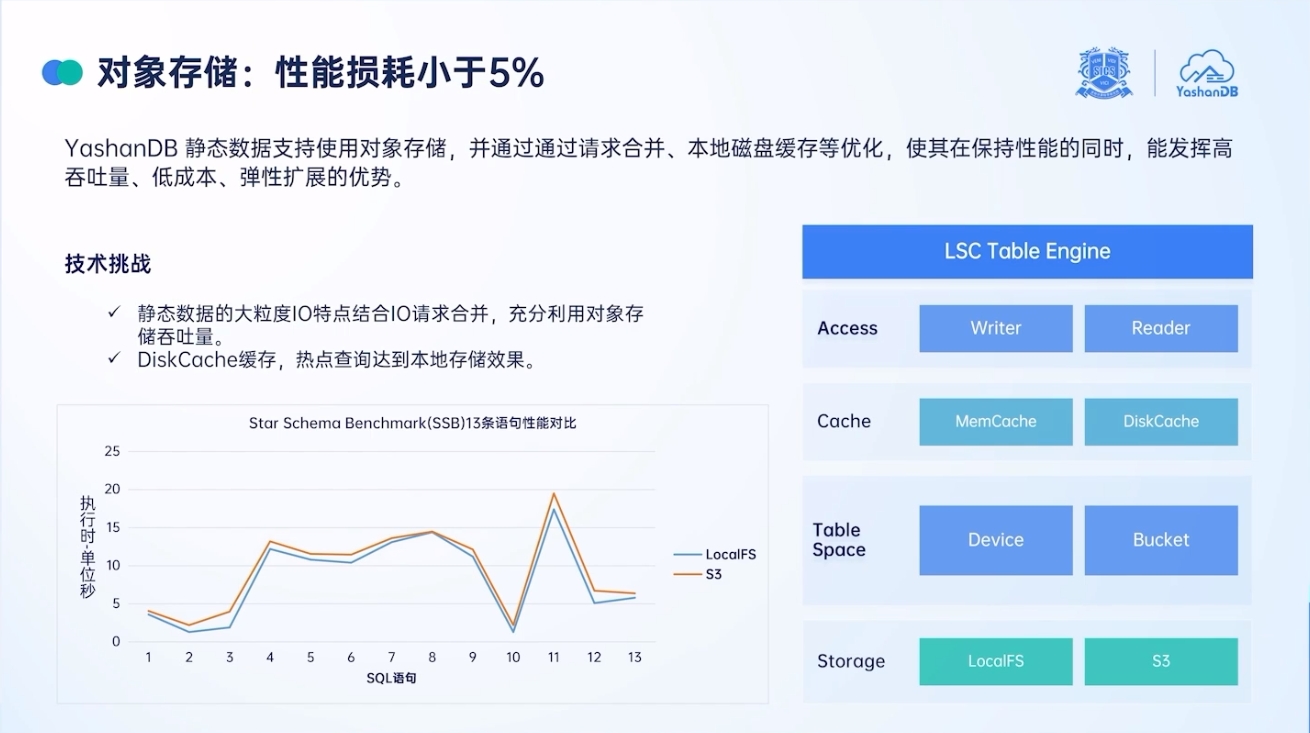 对象存储：性能损耗小于5%
YashanDB
YashanDB 静态数据支持使用对象存储，并通过通过请求合并、本地磁盘缓存等优化，使其在保持性能的同时，能发挥高
吞吐量、低成本、弹性扩展的优势。
技术挑战
✓ 静态数据的大粒度IO特点结合IO请求合并，充分利用对象存
储吞吐量。
✓ DiskCache缓存，热点查询达到本地存储效果。
Star Schema Benchmark(SSB)13条语句性能对比
执行时-单位秒
25
20
15
10
5
0
1 2 3 4 5 6 7 8 9 10 11 12 13
SQL语句
LocalFS
S3
LSC Table Engine
Access Writer Reader
Cache MemCache DiskCache
Table
Space
Device Bucket
Storage LocalFS S3